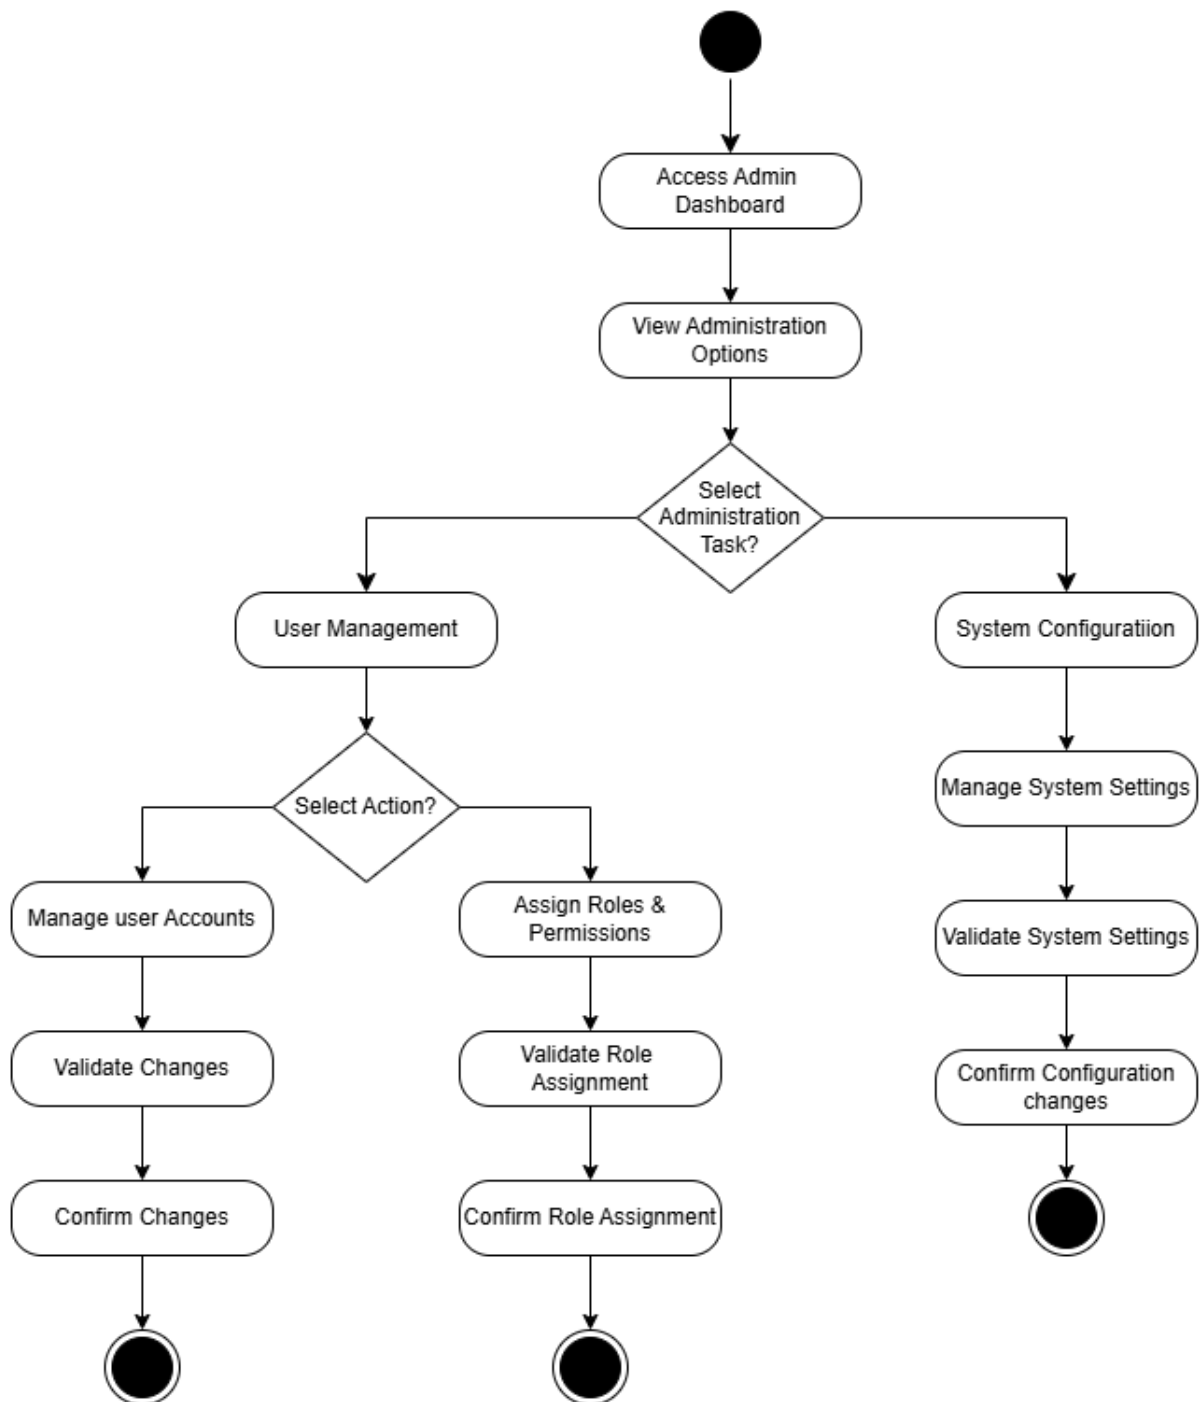 Access Admin
Dashboard
View Administration
Options
Select
Administration
Task?
User Management
System Configuratiion
Select Action?
Manage System Settings
Manage user Accounts
Assign Roles &
Permissions
Validate System Settings
Validate Changes
Validate Role
Assignment
Confirm Configuration
changes
Confirm Changes
Confirm Role Assignment